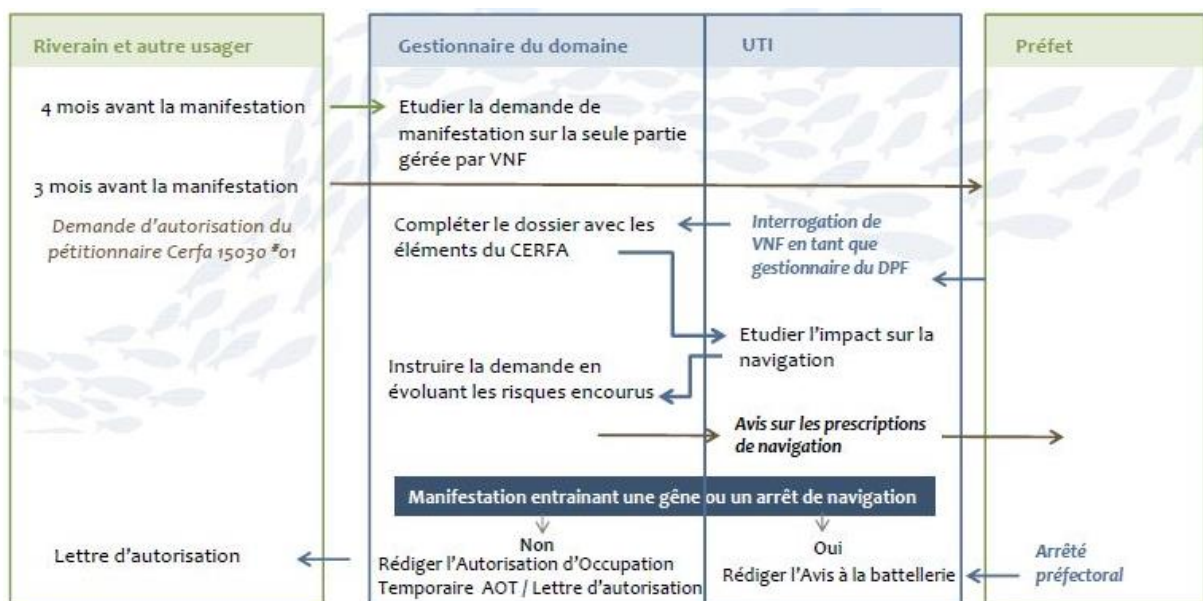 Riverain et autre usager
Gestionnaire du domaine
UTI
Préfet
4 mois avant la manifestation
Etudier la demande de
manifestation sur la seule partie
gérée par VNF
3 mois avant la manifestation
Demande d'autorisation du
pétitionnaire Cerfa 15030 #01
Compléter le dossier avec les
éléments du CERFA
Interrogation de
VNF en tant que
gestionnaire du DPF
Etudier l'impact sur la
navigation
Instruire la demande en
évoluant les risques encourus
Avis sur les prescriptions
de navigation
Manifestation entrainant une gêne ou un arrêt de navigation
Non
Rédiger l'Autorisation d'Occupation
Temporaire AOT / Lettre d'autorisation
Lettre d'autorisation
Oui
Rédiger l'Avis à la battellerie
Arrêté
préfectoral